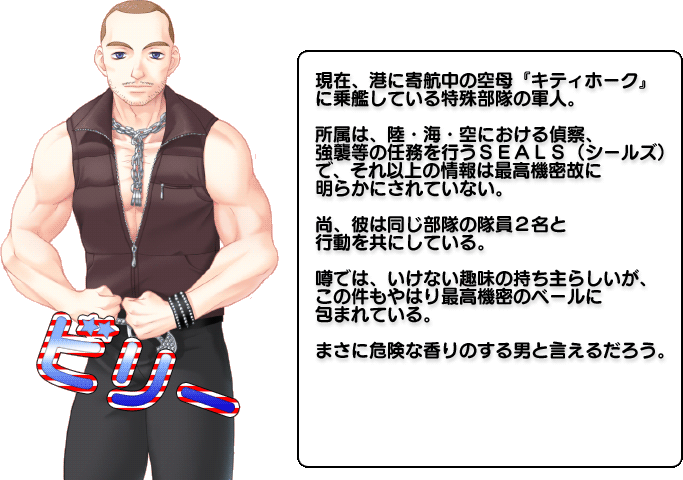 ビリー
現在、港に寄航中の空母『キティホーク』
に乗艦している特殊部隊の軍人。
所属は、陸・海・空における偵察、
強襲等の任務を行うＳＥＡＬＳ（シールズ）
で、それ以上の情報は最高機密故に
明らかにされていない。
尚、彼は同じ部隊の隊員２名と
行動を共にしている。
噂では、いけない趣味の持ち主らしいが、
この件もやはり最高機密のベールに
包まれている。
まさに危険な香りのする男と言えるだろう。